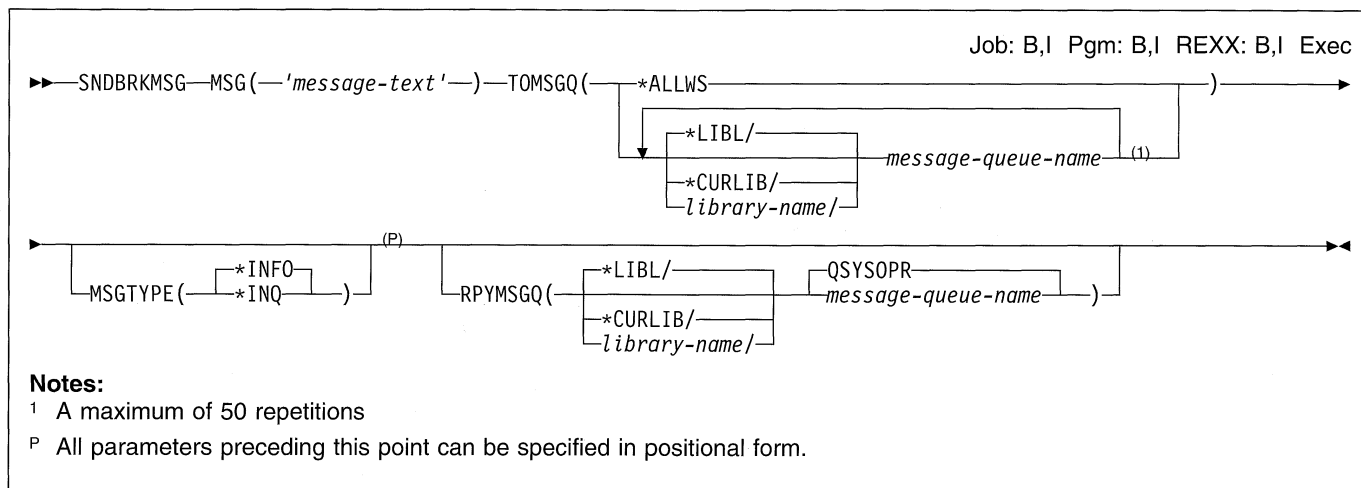 Job: B,I Pgm: B,I REXX: B,I Exec
SNDBRKMSG MSG( 'message-text' ) TOMSGQ( *ALLWS )
*LIBL/
message-queue-name (1)
*CURLIB/
library-name/
(P)
*INFO
MSGTYPE( *INQ )
*LIBL/ QSYSOPR
RPYMSGQ( message-queue-name )
*CURLIB/
library-name/
Notes:
1 A maximum of 50 repetitions
P All parameters preceding this point can be specified in positional form.